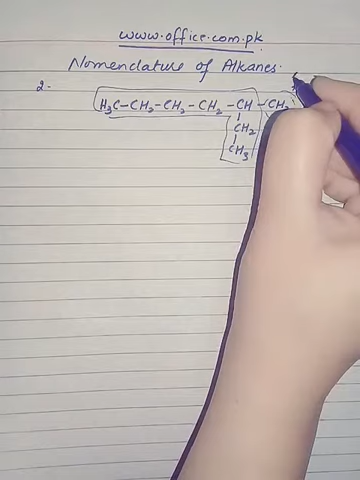 www.office.com.pk
Nomenclature of Alkanes.
2.
H₃C-CH₂-CH₂-CH₂-CH-CH₃
CH₂
CH₃